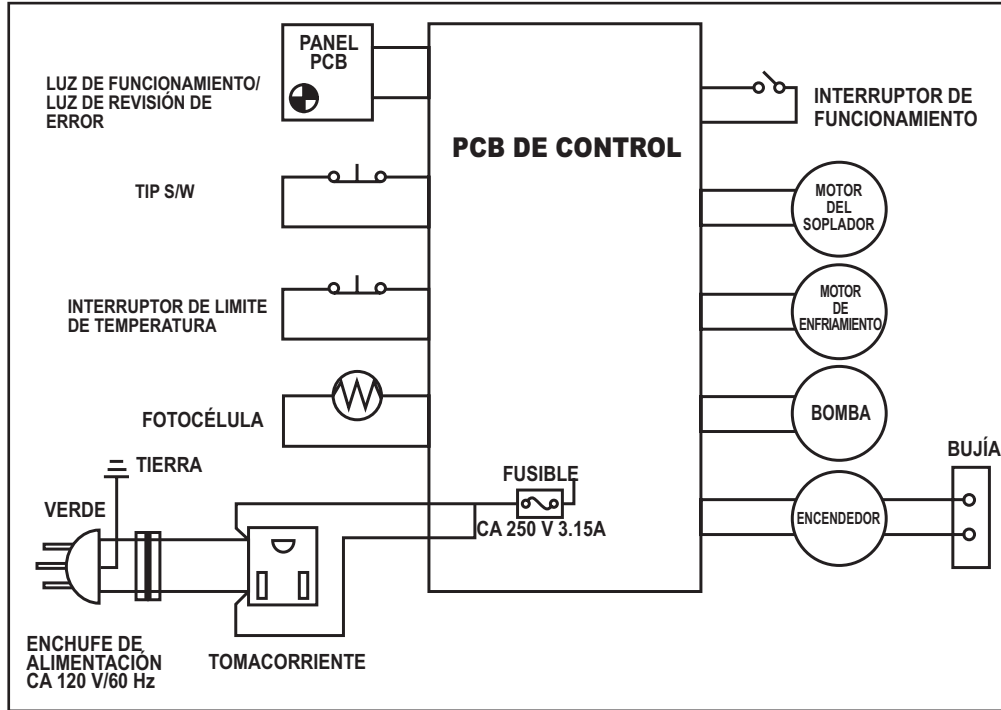 PANEL
PCB
LUZ DE FUNCIONAMIENTO/
LUZ DE REVISIÓN DE
ERROR
PCB DE CONTROL
INTERRUPTOR DE
FUNCIONAMIENTO
TIP S/W
MOTOR
DEL
SOPLADOR
INTERRUPTOR DE LIMITE
DE TEMPERATURA
MOTOR
DE
ENFRIAMIENTO
FOTOCÉLULA
BOMBA
BUJÍA
TIERRA
VERDE
FUSIBLE
CA 250 V 3.15A
ENCENDEDOR
ENCHUFE DE
ALIMENTACIÓN
CA 120 V/60 Hz
TOMACORRIENTE